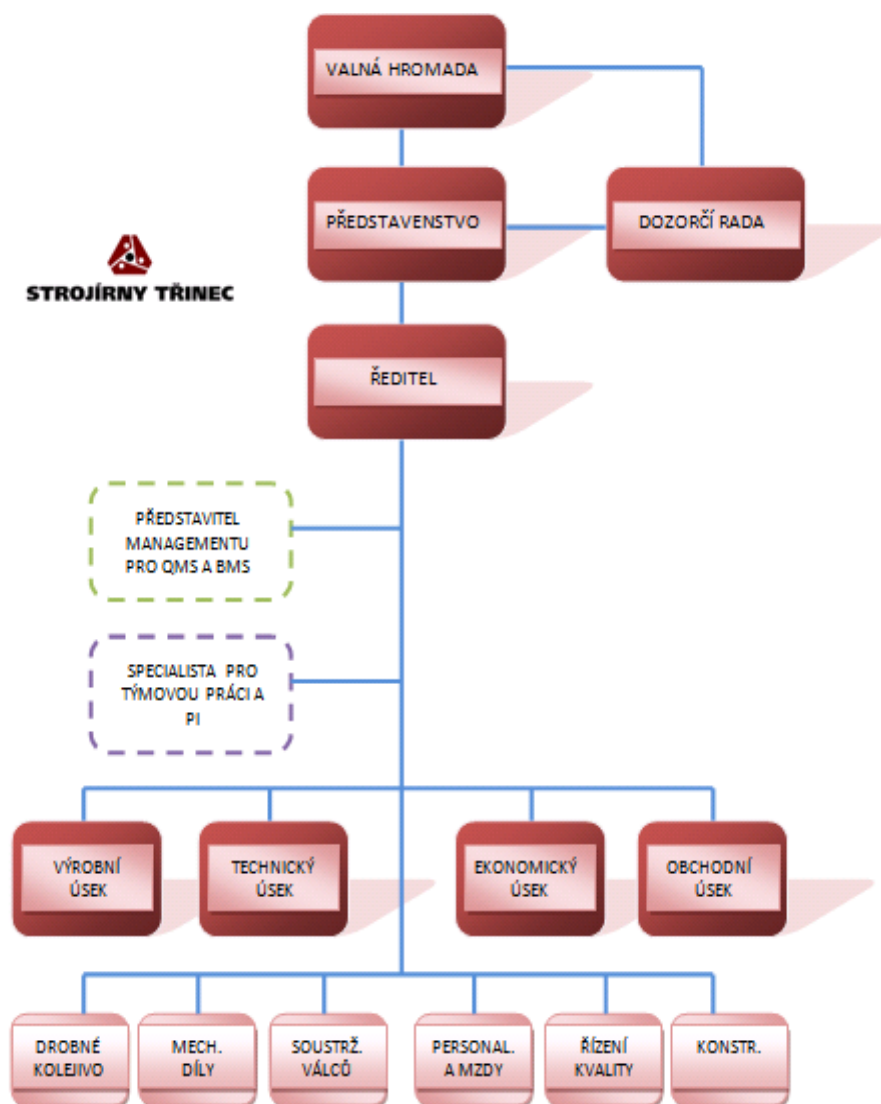 VALNÁ HROMADA
PŘEDSTAVENSTVO
DOZORČÍ RADA
STROJÍRNY TŘINEC
ŘEDITEL
PŘEDSTAVITEL
MANAGEMENTU
PRO QMS A BMS
SPECIALISTA PRO
TÝMOVOU PRÁCI A
PI
VÝROBNÍ
ÚSEK
TECHNICKÝ
ÚSEK
EKONOMICKÝ
ÚSEK
OBCHODNÍ
ÚSEK
DROBNÉ
KOLEJIVO
MECH.
DÍLY
SOUSTRŽ.
VÁLCŮ
PERSONAL.
A MZDY
ŘÍZENÍ
KVALITY
KONSTR.